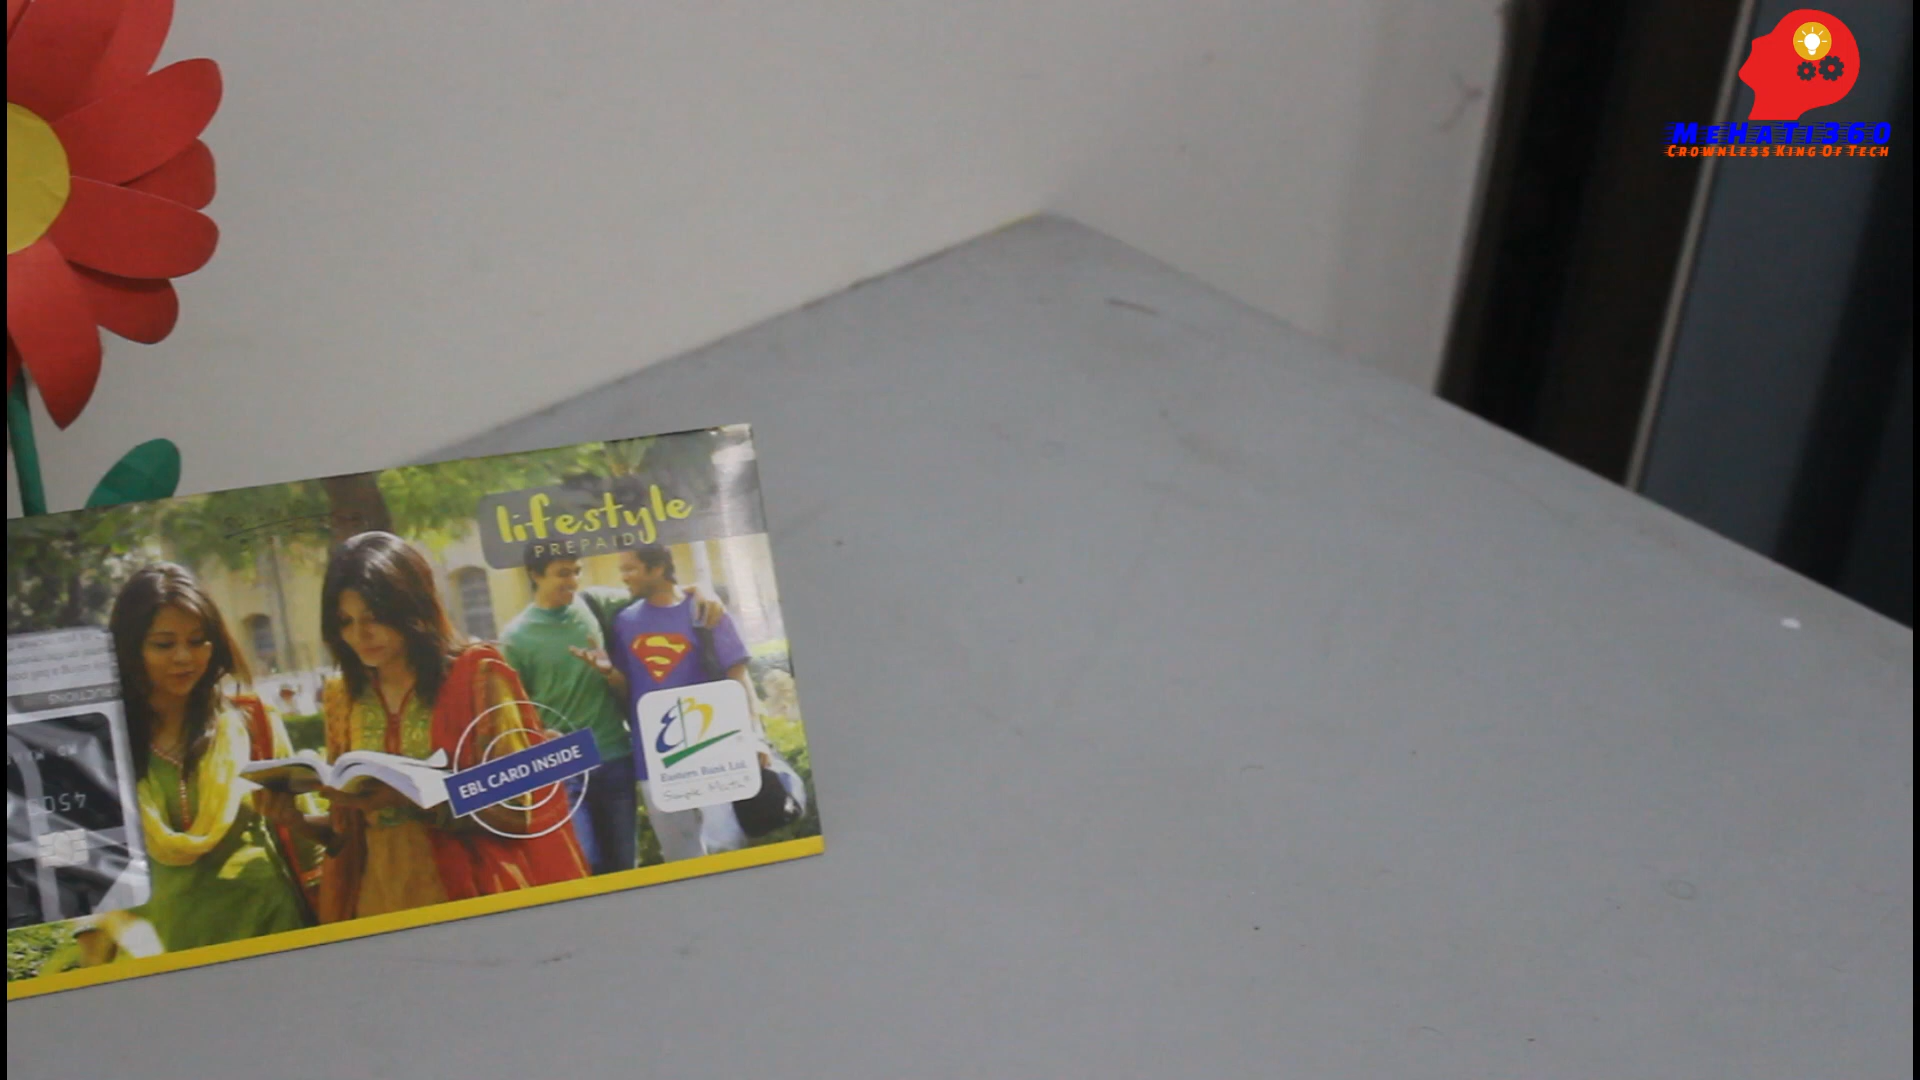 MeHaTi360
CrownLess King Of Tech
lifestyle
PREPAID
EBL CARD INSIDE
Eastern Bank Ltd.
Simple Math